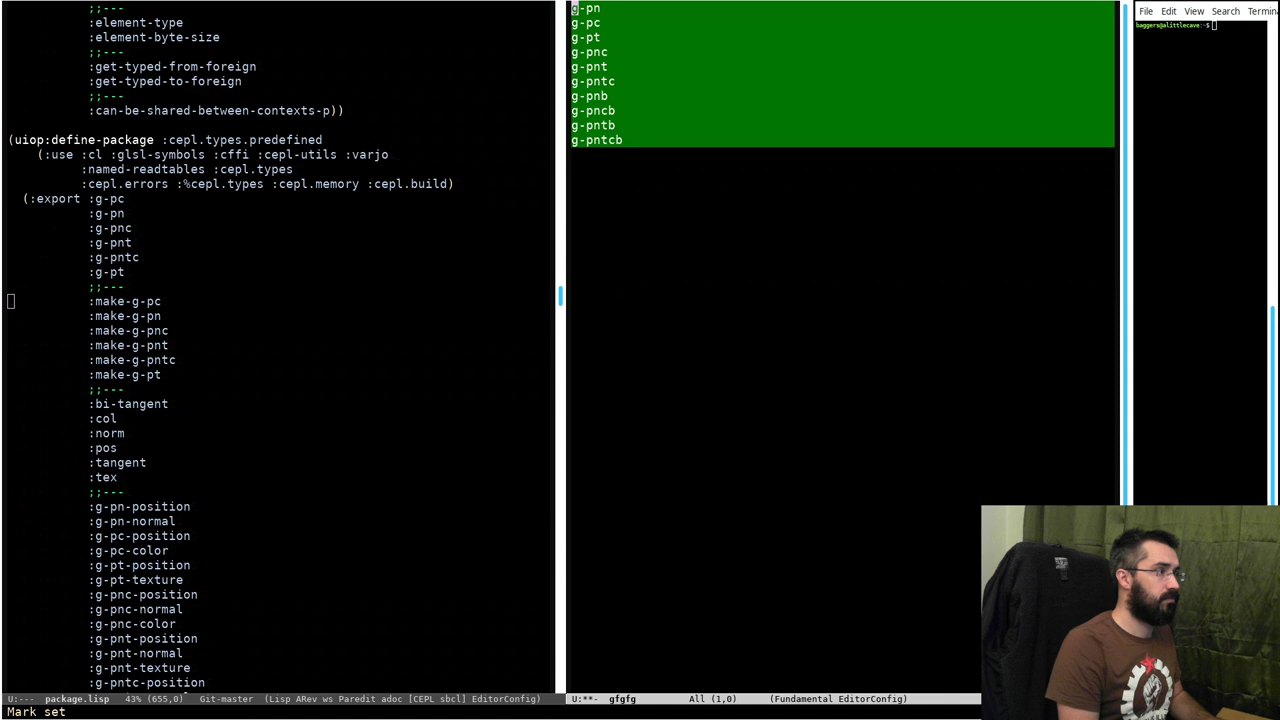 ;;---
:element-type
:element-byte-size
;;---
:get-typed-from-foreign
:get-typed-to-foreign
;;---
:can-be-shared-between-contexts-p))
(uiop:define-package :cepl.types.predefined
(:use :cl :glsl-symbols :cffi :cepl-utils :varjo
:named-readtables :cepl.types
:cepl.errors :%cepl.types :cepl.memory :cepl.build)
(:export :g-pc
:g-pn
:g-pnc
:g-pnt
:g-pntc
:g-pt
;;---
:make-g-pc
:make-g-pn
:make-g-pnc
:make-g-pnt
:make-g-pntc
:make-g-pt
;;---
:bi-tangent
:col
:norm
:pos
:tangent
:tex
;;---
:g-pn-position
:g-pn-normal
:g-pc-position
:g-pc-color
:g-pt-position
:g-pt-texture
:g-pnc-position
:g-pnc-normal
:g-pnc-color
:g-pnt-position
:g-pnt-normal
:g-pnt-texture
:g-pntc-position
U:--- package.lisp 43% (655,0) Git-master (Lisp ARev ws Paredit adoc [CEPL sbcl] EditorConfig)
Mark set
g-pn
g-pc
g-pt
g-pnc
g-pnt
g-pntc
g-pnb
g-pncb
g-pntb
g-pntcb
U:**- gfgfg All (1,0) (Fundamental EditorConfig)
File Edit View Search Termin
baggers@alittlecave:~$